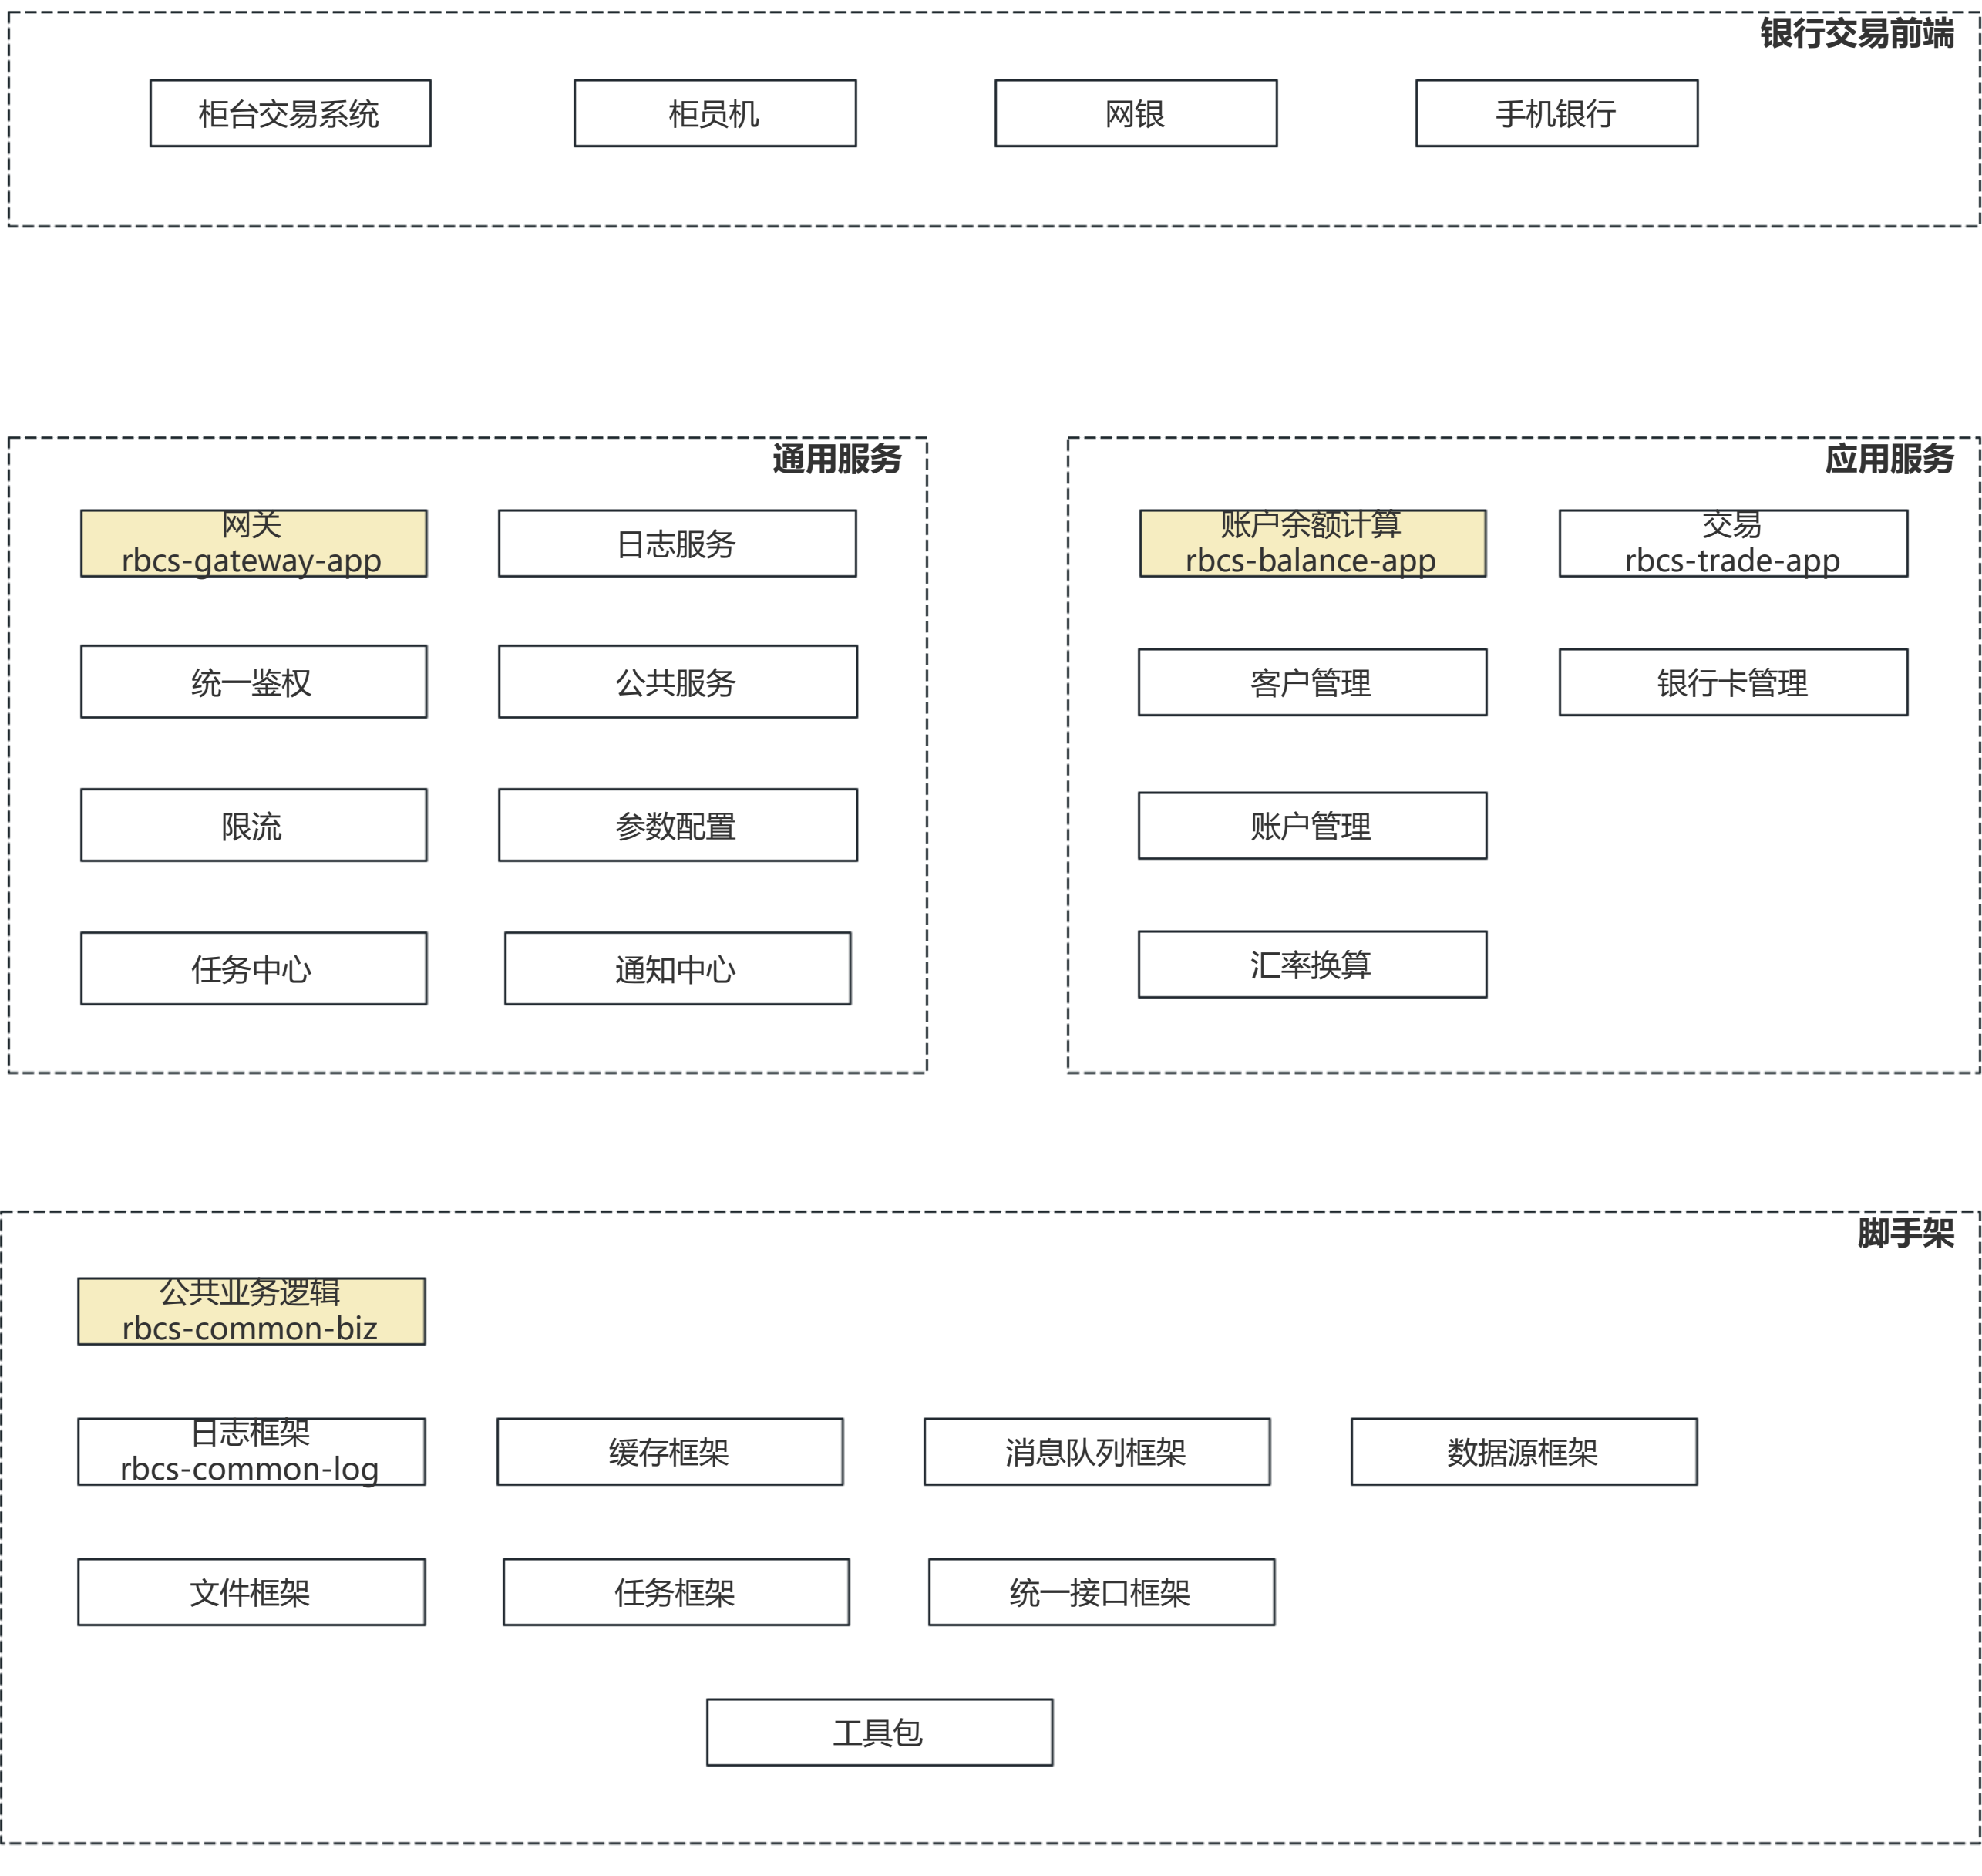 银行交易前端
柜台交易系统
柜员机
网银
手机银行
通用服务
网关
rbcs-gateway-app
日志服务
统一鉴权
公共服务
限流
参数配置
任务中心
通知中心
应用服务
账户余额计算
rbcs-balance-app
交易
rbcs-trade-app
客户管理
银行卡管理
账户管理
汇率换算
脚手架
公共业务逻辑
rbcs-common-biz
日志框架
rbcs-common-log
缓存框架
消息队列框架
数据源框架
文件框架
任务框架
统一接口框架
工具包